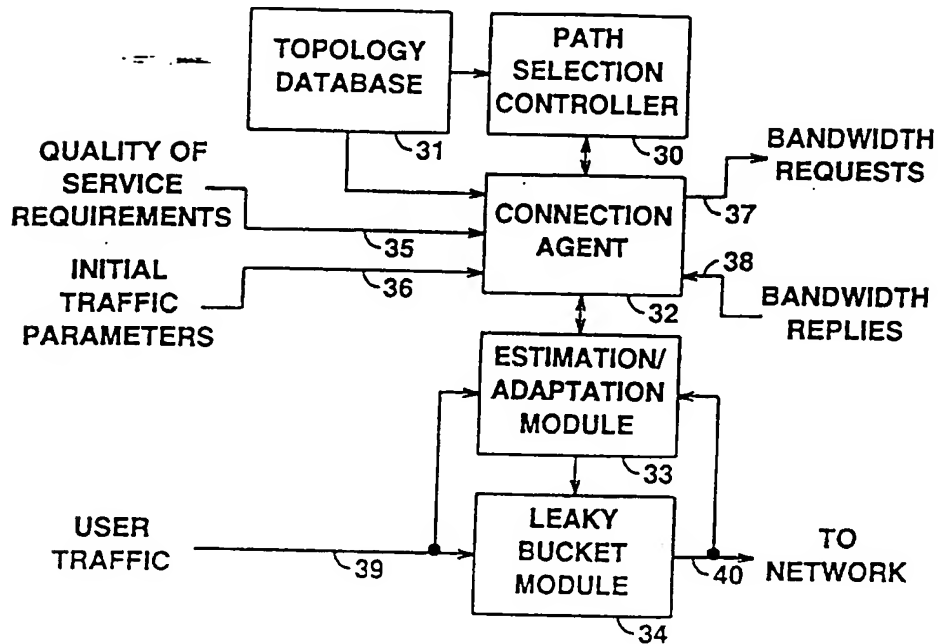 TOPOLOGY
DATABASE
31
PATH
SELECTION
CONTROLLER
30
QUALITY OF
SERVICE
REQUIREMENTS
35
INITIAL
TRAFFIC
PARAMETERS
36
CONNECTION
AGENT
32
BANDWIDTH
REQUESTS
37
38
BANDWIDTH
REPLIES
ESTIMATION/
ADAPTATION
MODULE
33
USER
TRAFFIC
39
LEAKY
BUCKET
MODULE
34
40
TO
NETWORK